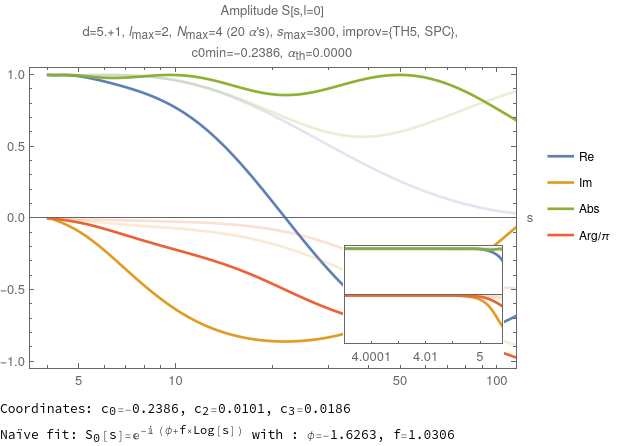 Amplitude S[s,l=0]
d=5.+1, lmax=2, Nmax=4 (20 α's), smax=300, improv={TH5, SPC},
c0min=-0.2386, αth=0.0000
1.0
0.5
0.0
-0.5
-1.0
s
Re
Im
Abs
Arg/π
4.0001 4.01 5
5 10 50 100
Coordinates: c0=-0.2386, c2=0.0101, c3=0.0186
Naïve fit: S0[s]=e^-i (ϕ+f×Log[s]) with : ϕ=-1.6263, f=1.0306